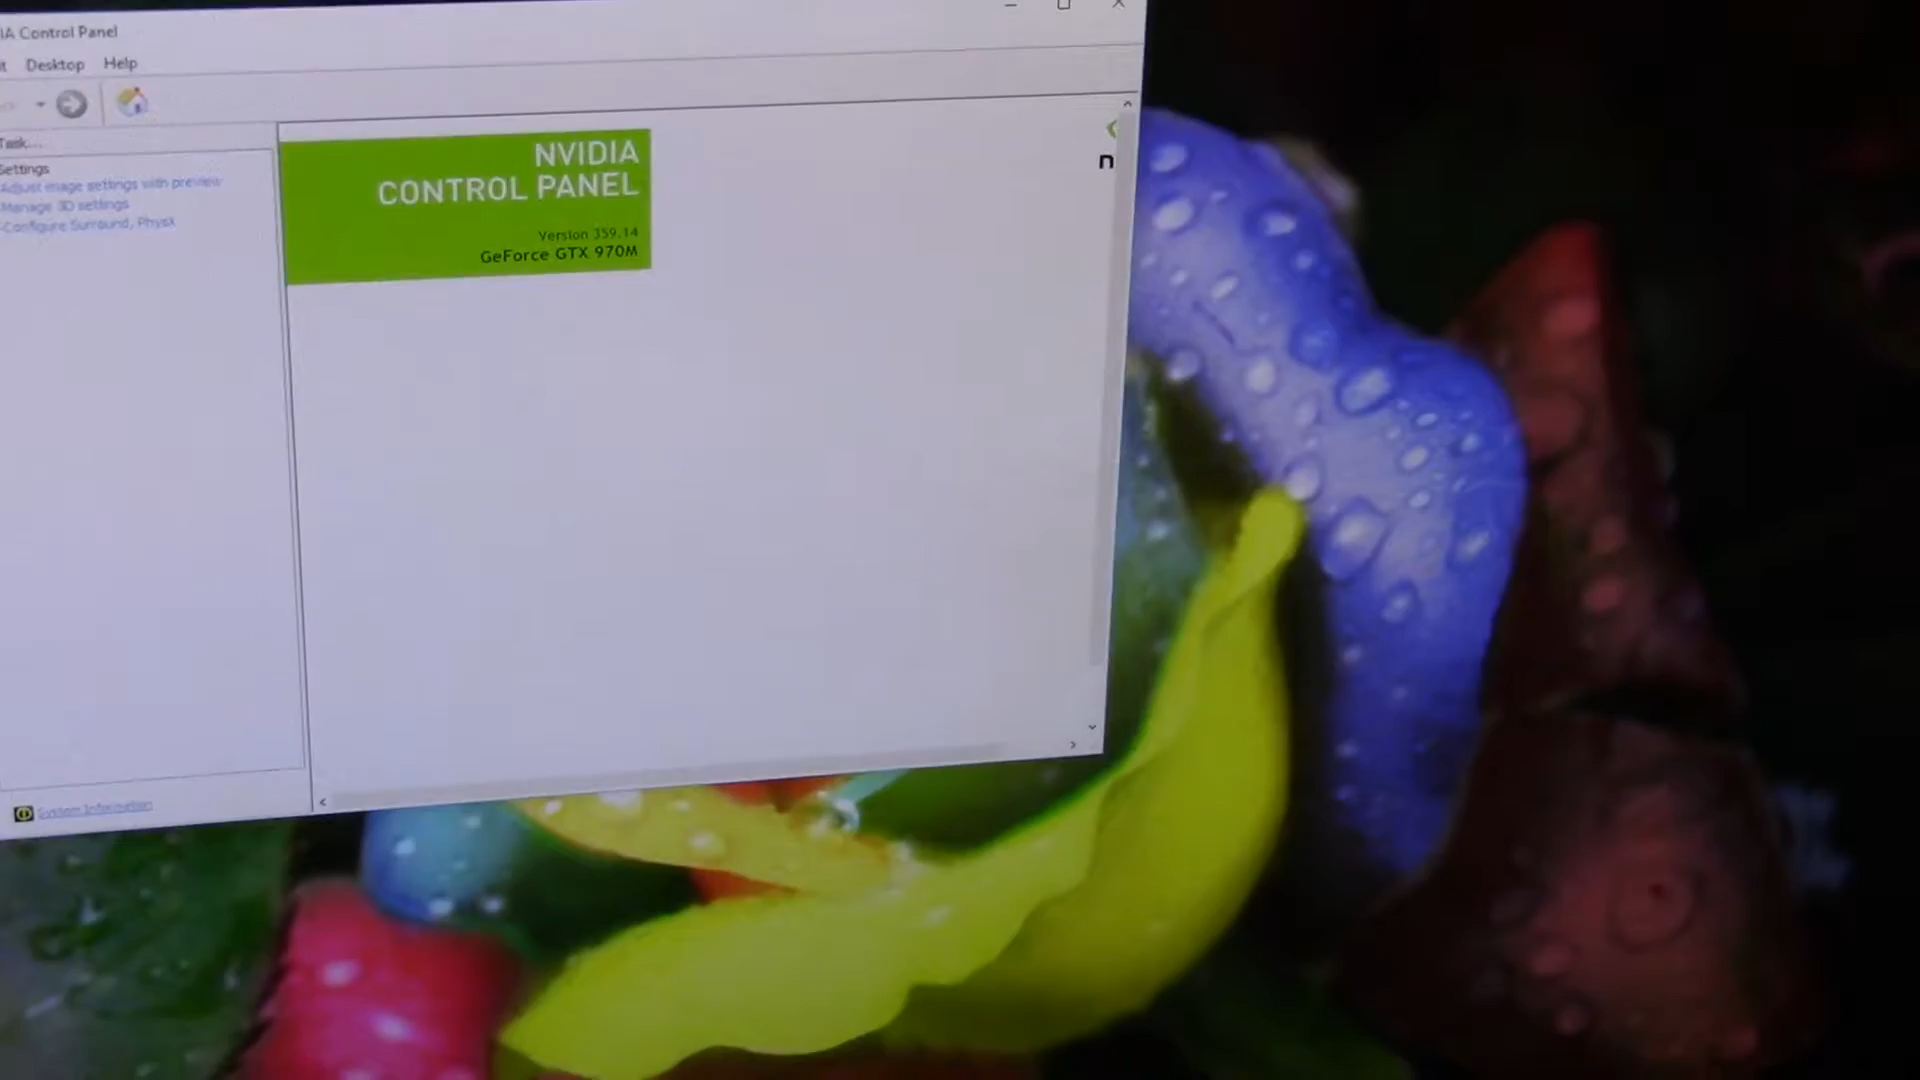 IA Control Panel
Desktop Help
Task...
Settings
Adjust image settings with preview
Manage 3D settings
Configure Surround, PhysX
NVIDIA
CONTROL PANEL
Version 359.14
GeForce GTX 970M
n
System Information